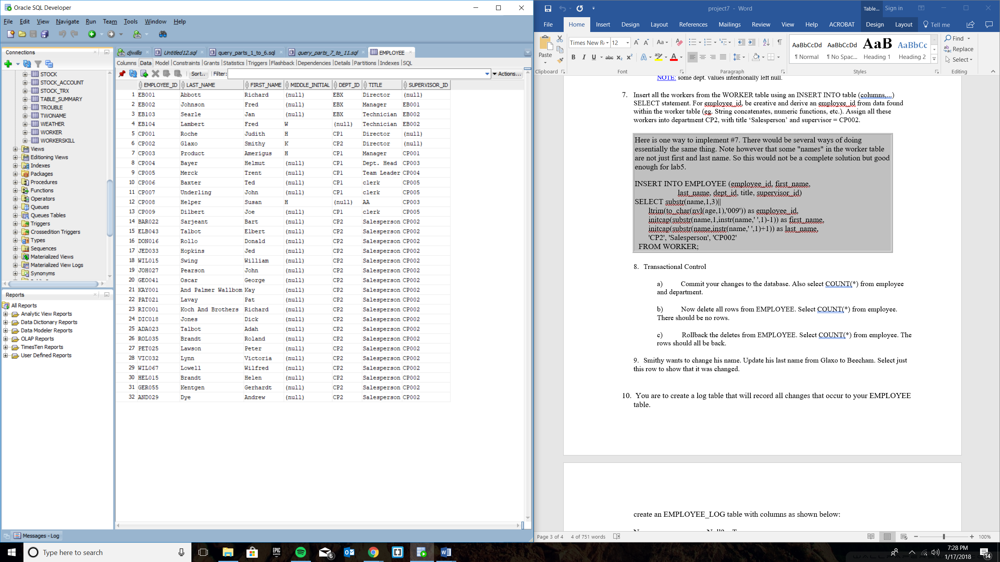 Oracle SQL Developer
File Edit View Navigate Run Team Tools Window Help
Connections
STOCK
STOCK_ACCOUNT
STOCK_TRX
TABLE_SUMMARY
TROUBLE
TWONAME
WEATHER
WORKER
WORKERSKILL
Views
Editioning Views
Indexes
Packages
Procedures
Functions
Operators
Queues
Queues Tables
Triggers
Crossedition Triggers
Types
Sequences
Materialized Views
Materialized View Logs
Synonyms
Reports
All Reports
Analytic View Reports
Data Dictionary Reports
Data Modeler Reports
OLAP Reports
TimesTen Reports
User Defined Reports
Messages - Log
djwillis Untitled12.sql query_parts_1_to_6.sql query_parts_7_to_11.sql EMPLOYEE
Columns Data Model Constraints Grants Statistics Triggers Flashback Dependencies Details Partitions Indexes SQL
Sort.. Filter: Actions...
EMPLOYEE_ID LAST_NAME FIRST_NAME MIDDLE_INITIAL DEPT_ID TITLE SUPERVISOR_ID
1 EB001 Abbott Richard (null) EBX Director (null)
2 EB002 Johnson Fred (null) EBX Manager EB001
3 EB103 Searle Jan (null) EBX Technician EB002
4 EB104 Lambert Fred W (null) Technician EB002
5 CP001 Roche Judith H CP1 Director (null)
6 CP002 Glaxo Smithy K CP2 Director (null)
7 CP003 Product Amerigus H CP1 Manager CP001
8 CP004 Bayer Helmut (null) CP1 Dept. Head CP003
9 CP005 Merck Trent (null) CP1 Team Leader CP004
10 CP006 Baxter Ted (null) CP1 clerk CP005
11 CP007 Underling John (null) CP1 clerk CP005
12 CP008 Helper Susan H (null) AA CP003
13 CP009 Dilbert Joe (null) CP1 clerk CP005
14 BAR022 Sarjeant Bart (null) CP2 Salesperson CP002
15 ELB043 Talbot Elbert (null) CP2 Salesperson CP002
16 DON016 Rollo Donald (null) CP2 Salesperson CP002
17 JED033 Hopkins Jed (null) CP2 Salesperson CP002
18 WIL015 Swing William (null) CP2 Salesperson CP002
19 JOH027 Pearson John (null) CP2 Salesperson CP002
20 GEO041 Oscar George (null) CP2 Salesperson CP002
21 KAY001 And Palmer Wallbom Kay (null) CP2 Salesperson CP002
22 PAT021 Lavay Pat (null) CP2 Salesperson CP002
23 RIC001 Koch And Brothers Richard (null) CP2 Salesperson CP002
24 DIC018 Jones Dick (null) CP2 Salesperson CP002
25 ADA023 Talbot Adah (null) CP2 Salesperson CP002
26 ROL035 Brandt Roland (null) CP2 Salesperson CP002
27 PET025 Lawson Peter (null) CP2 Salesperson CP002
28 VIC032 Lynn Victoria (null) CP2 Salesperson CP002
29 WIL067 Lowell Wilfred (null) CP2 Salesperson CP002
30 HEL015 Brandt Helen (null) CP2 Salesperson CP002
31 GER055 Kentgen Gerhardt (null) CP2 Salesperson CP002
32 AND029 Dye Andrew (null) CP2 Salesperson CP002
project7 - Word Table... Sign in
File Home Insert Design Layout References Mailings Review View Help ACROBAT Design Layout Tell me Share
Paste Times New R 12 AaBbCcDd AaBbCcDd AaB AaBbCc Find
¶ Normal ¶ No Spac... Heading 1 Heading 2 Replace
Select
Clipboard Font Paragraph Styles Editing
NOTE: some dept. values intentionally left null.
7. Insert all the workers from the WORKER table using an INSERT INTO table (columns,...)
SELECT statement. For employee_id, be creative and derive an employee_id from data found
within the worker table (eg. String concatenates, numeric functions, etc.). Assign all these
workers into department CP2, with title ‘Salesperson’ and supervisor = CP002.
Here is one way to implement #7. There would be several ways of doing
essentially the same thing. Note however that some "names" in the worker table
are not just first and last name. So this would not be a complete solution but good
enough for lab5.
INSERT INTO EMPLOYEE (employee_id, first_name,
last_name, dept_id, title, supervisor_id)
SELECT substr(name,1,3)||
ltrim(to_char(nvl(age,1),'009')) as employee_id,
initcap(substr(name,1,instr(name,' ',1)-1)) as first_name,
initcap(substr(name,instr(name,' ',1)+1)) as last_name,
'CP2', 'Salesperson', 'CP002'
FROM WORKER;
8. Transactional Control
a) Commit your changes to the database. Also select COUNT(*) from employee
and department.
b) Now delete all rows from EMPLOYEE. Select COUNT(*) from employee.
There should be no rows.
c) Rollback the deletes from EMPLOYEE. Select COUNT(*) from employee. The
rows should all be back.
9. Smithy wants to change his name. Update his last name from Glaxo to Beecham. Select just
this row to show that it was changed.
10. You are to create a log table that will record all changes that occur to your EMPLOYEE
table.
create an EMPLOYEE_LOG table with columns as shown below:
Page 3 of 4 4 of 751 words 100%
Type here to search
EPIC GAMES
6
7:28 PM
1/17/2018
14